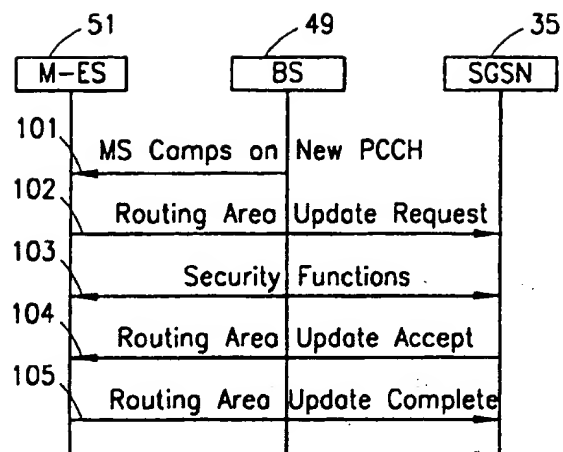 51 49 35
M-ES BS SGSN
101 MS Camps on New PCCH
102 Routing Area Update Request
103 Security Functions
104 Routing Area Update Accept
105 Routing Area Update Complete